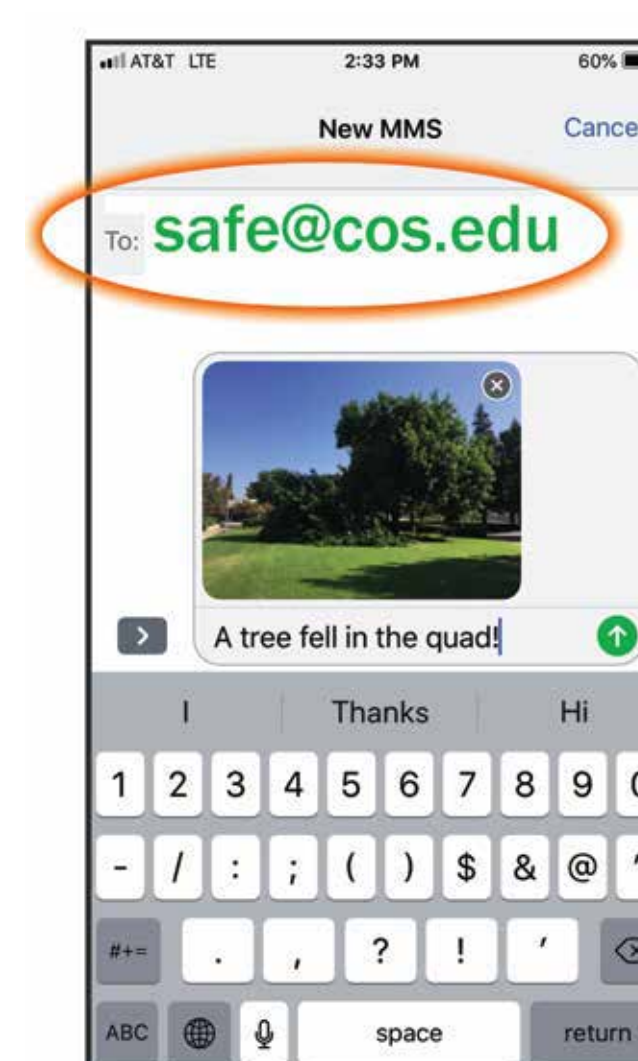 AT&T LTE 2:33 PM 60%
New MMS Cance
To: safe@cos.edu
A tree fell in the quad!
I Thanks Hi
1 2 3 4 5 6 7 8 9 0
- / : ; ( ) $ & @ "
#+= . , ? ! '
ABC space return